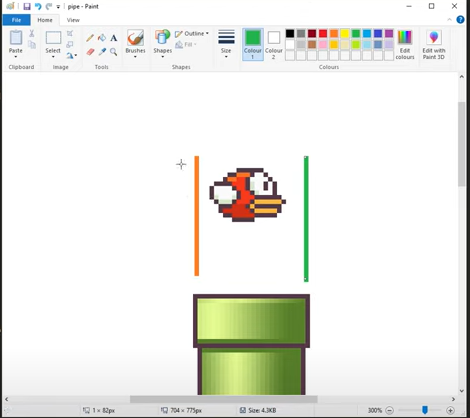 pipe - Paint
File Home View
Paste Select Brushes Shapes Outline Fill Size Colour 1 Colour 2 Edit colours Edit with Paint 3D
Clipboard Image Tools Shapes Colours
1 × 82px 704 × 775px Size: 4.3KB 300%